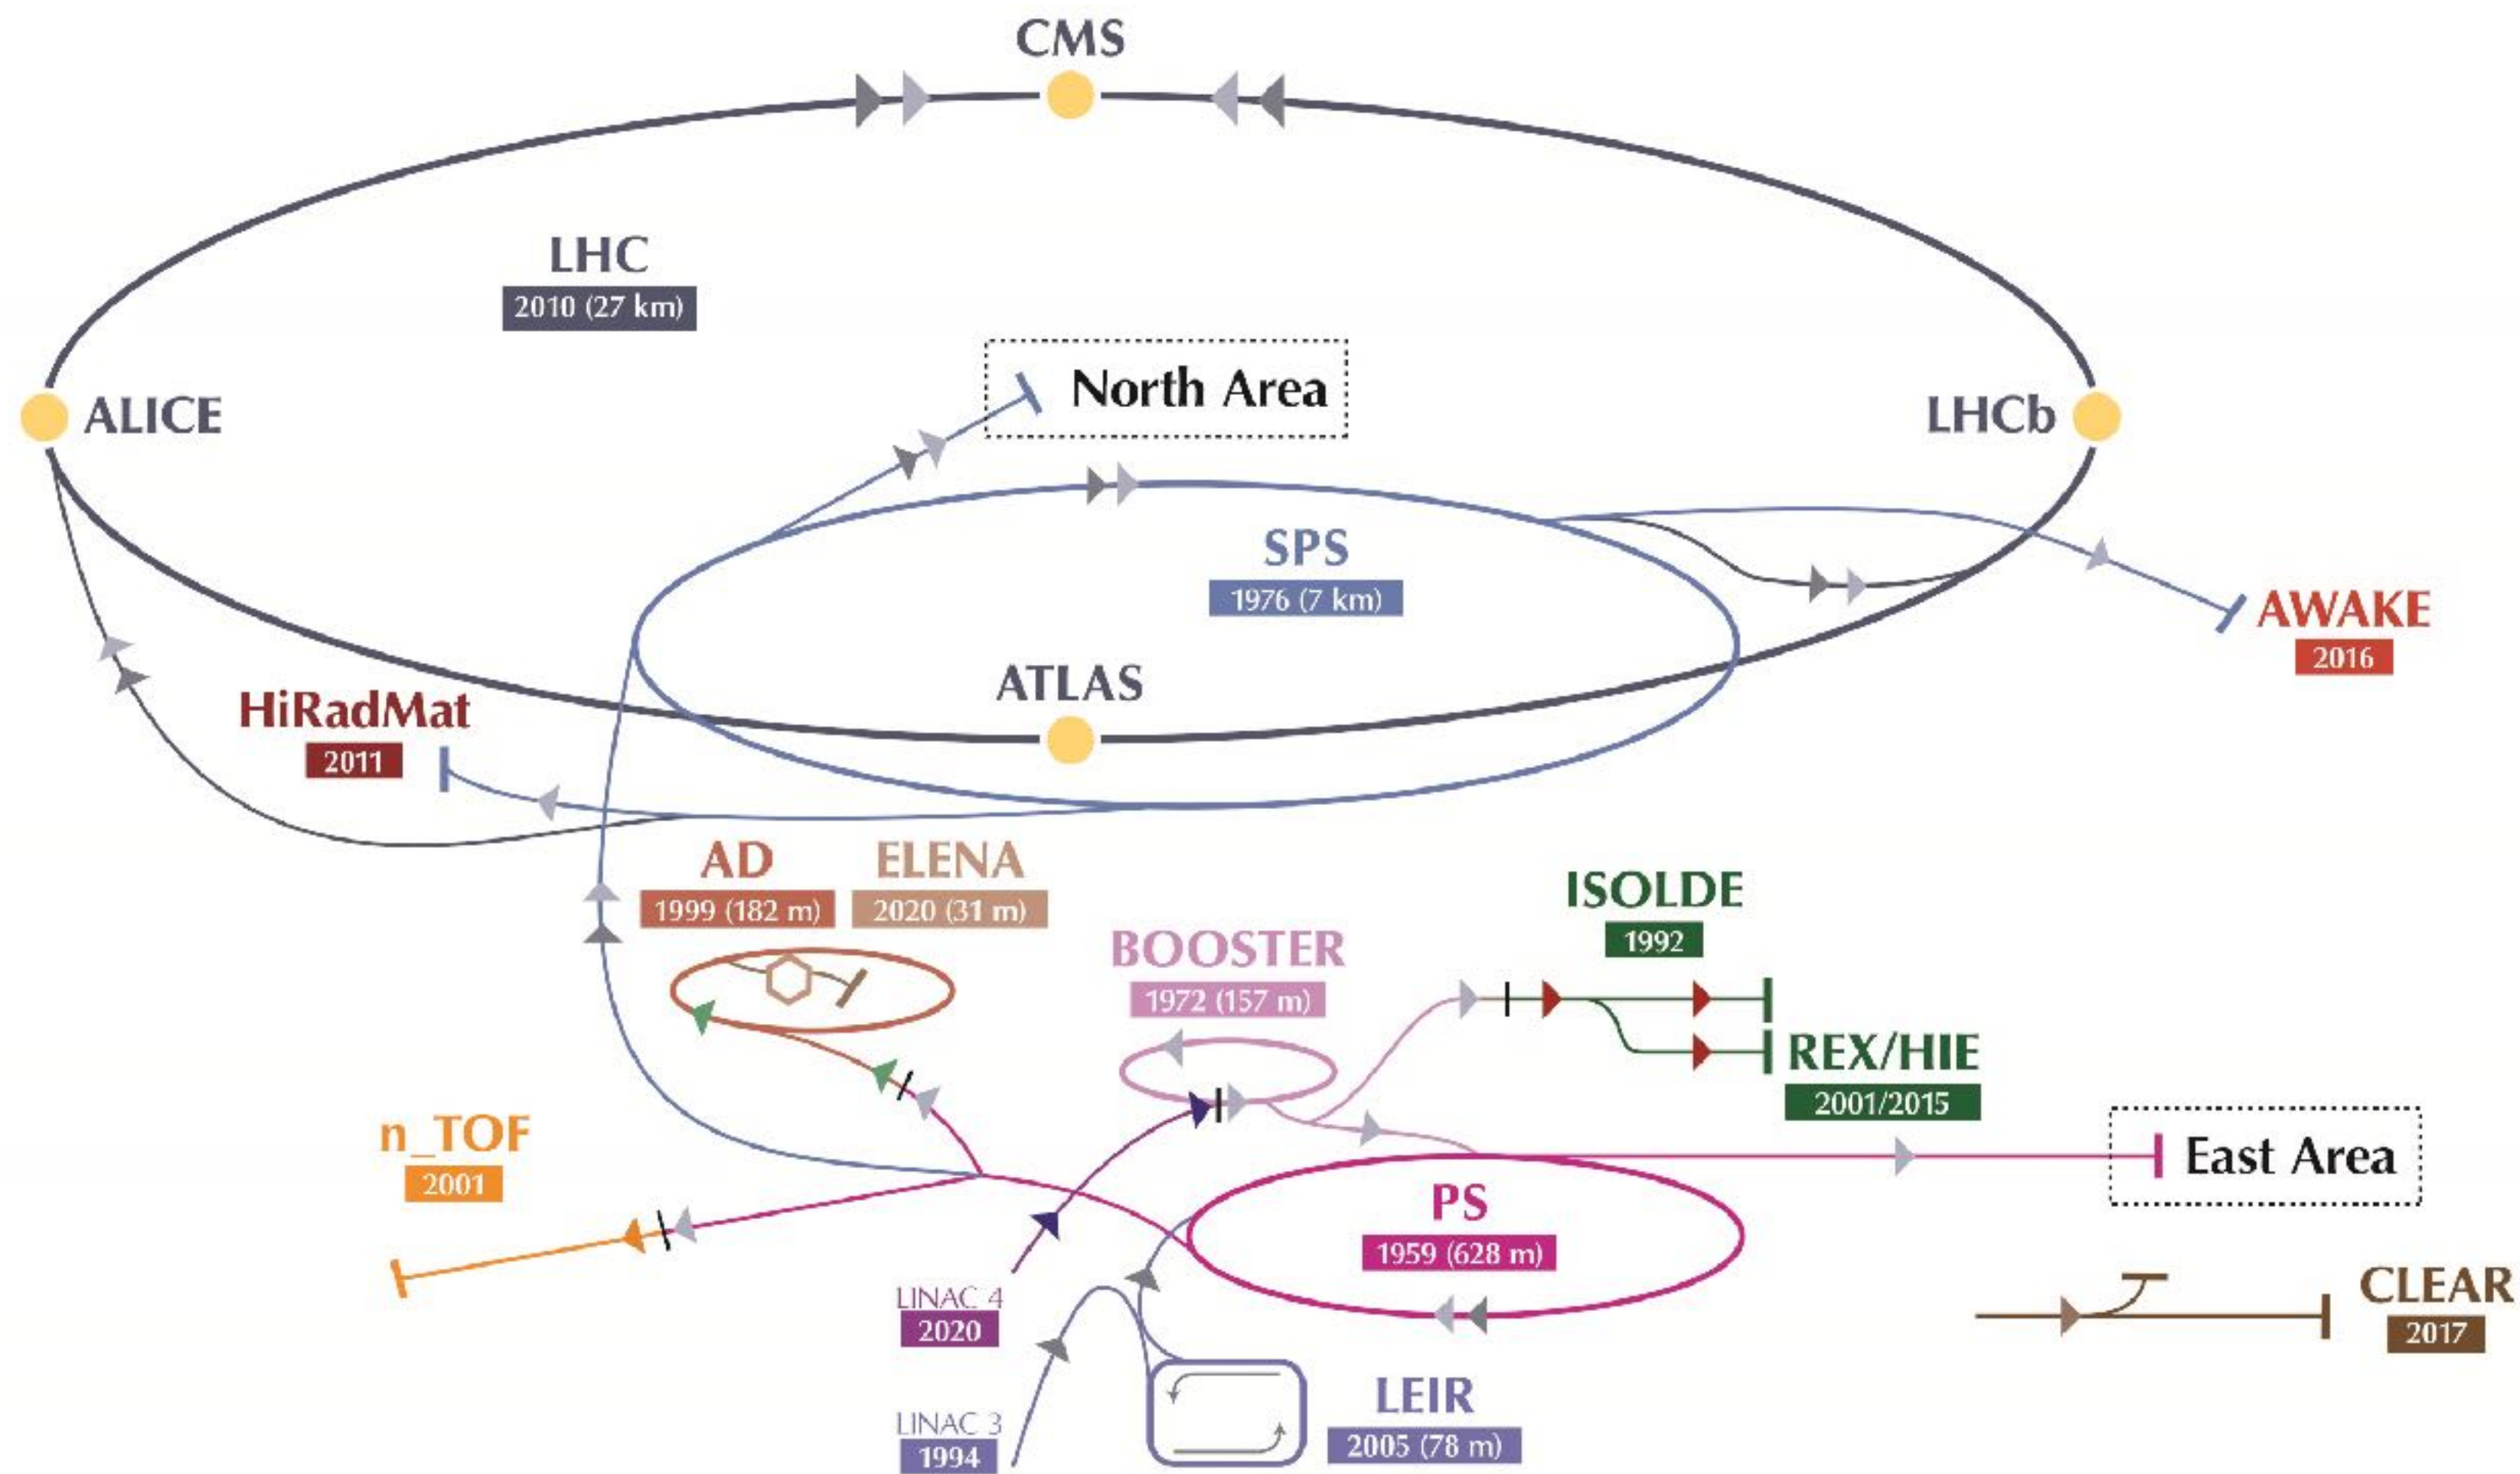 CMS
LHC
2010 (27 km)
North Area
ALICE
LHCb
SPS
1976 (7 km)
AWAKE
2016
ATLAS
HiRadMat
2011
AD
1999 (182 m)
ELENA
2020 (31 m)
ISOLDE
1992
BOOSTER
1972 (157 m)
REX/HIE
2001/2015
n_TOF
2001
East Area
PS
1959 (628 m)
LINAC 4
2020
CLEAR
2017
LEIR
2005 (78 m)
LINAC 3
1994